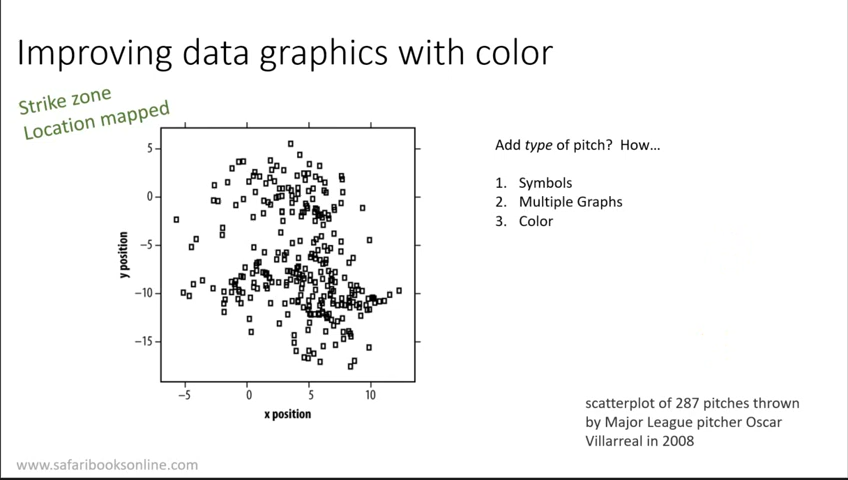 Improving data graphics with color
Strike zone
Location mapped
5
0
−5
−10
−15
y position
−5
0
5
10
x position
Add type of pitch? How...
1. Symbols
2. Multiple Graphs
3. Color
scatterplot of 287 pitches thrown
by Major League pitcher Oscar
Villarreal in 2008
www.safaribooksonline.com